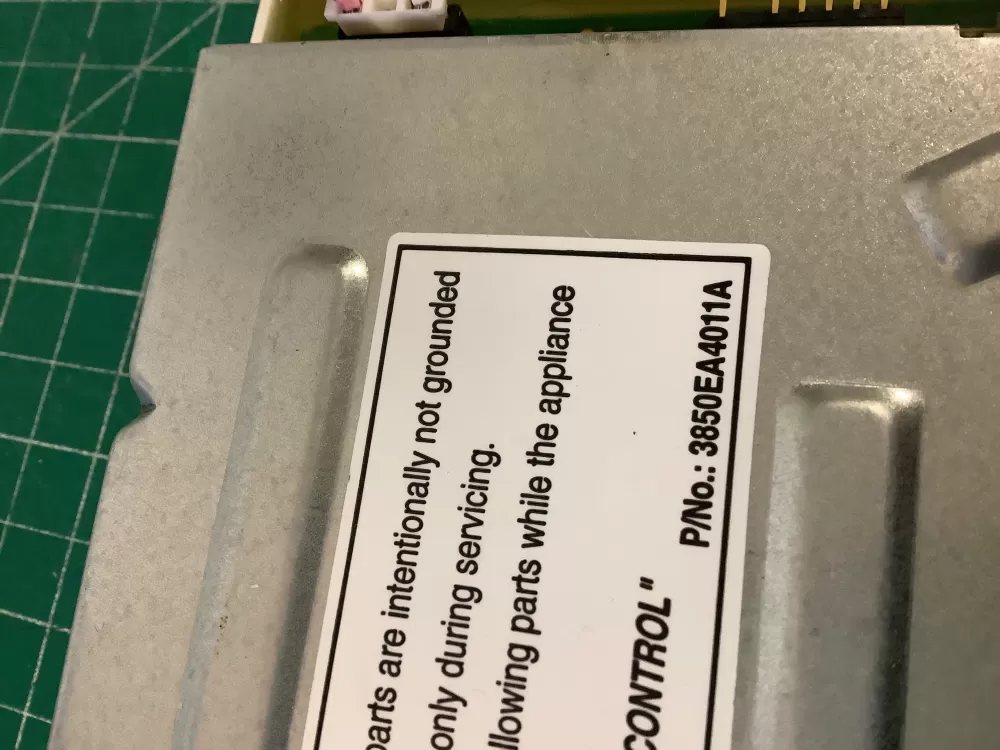 parts are intentionally not grounded
only during servicing.
llowing parts while the appliance
CONTROL"
P/No.: 3850EA4011A